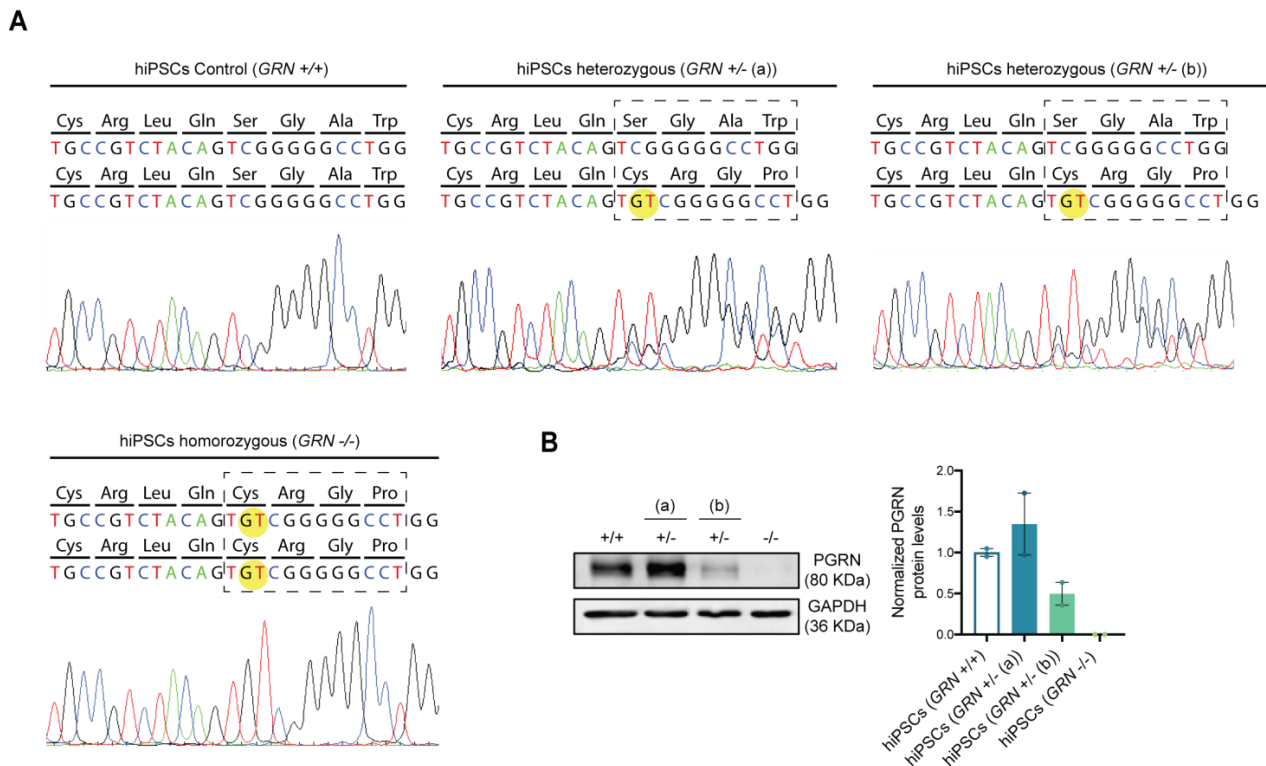 A
hiPSCs Control (GRN +/+)
Cys Arg Leu Gln Ser Gly Ala Trp
TGCCGTCTACAGTCGGGGGCCTGG
Cys Arg Leu Gln Ser Gly Ala Trp
TGCCGTCTACAGTCGGGGGCCTGG
hiPSCs heterozygous (GRN +/- (a))
Cys Arg Leu Gln Ser Gly Ala Trp
TGCCGTCTACAGTCGGGGGCCTGG
Cys Arg Leu Gln Cys Arg Gly Pro
TGCCGTCTACAGTGTCGGGGGCCTGG
hiPSCs heterozygous (GRN +/- (b))
Cys Arg Leu Gln Ser Gly Ala Trp
TGCCGTCTACAGTCGGGGGCCTGG
Cys Arg Leu Gln Cys Arg Gly Pro
TGCCGTCTACAGTGTCGGGGGCCTGG
hiPSCs homorozygous (GRN -/-)
Cys Arg Leu Gln Cys Arg Gly Pro
TGCCGTCTACAGTGTCGGGGGCCTGG
Cys Arg Leu Gln Cys Arg Gly Pro
TGCCGTCTACAGTGTCGGGGGCCTGG
B
(a) (b)
+/+ +/- +/- -/-
PGRN
(80 KDa)
GAPDH
(36 KDa)
Normalized PGRN
protein levels
2.0
1.5
1.0
0.5
0.0
hiPSCs (GRN +/+)
hiPSCs (GRN +/- (a))
hiPSCs (GRN +/- (b))
hiPSCs (GRN -/-)